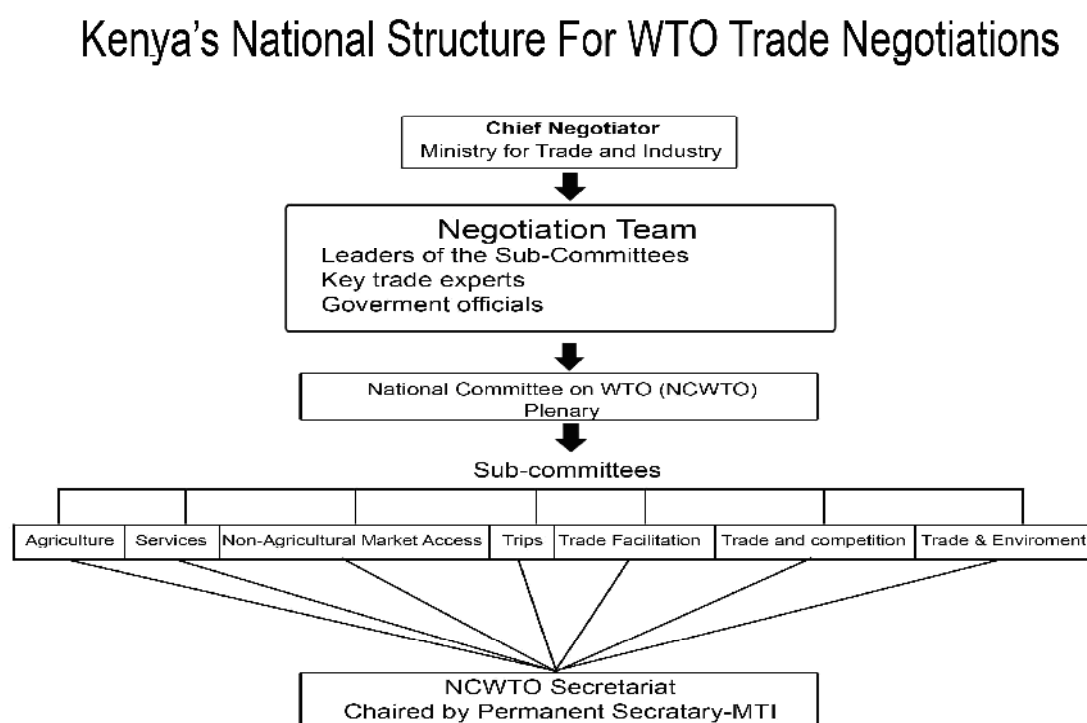 Kenya's National Structure For WTO Trade Negotiations
Chief Negotiator
Ministry for Trade and Industry
Negotiation Team
Leaders of the Sub-Committees
Key trade experts
Goverment officials
National Committee on WTO (NCWTO)
Plenary
Sub-committees
Agriculture
Services
Non-Agricultural Market Access
Trips
Trade Facilitation
Trade and competition
Trade & Enviroment
NCWTO Secretariat
Chaired by Permanent Secratary-MTI